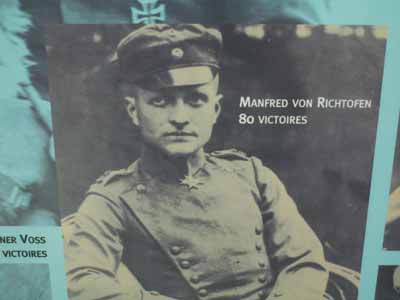 Manfred von Richtofen
80 victoires
ner Voss
victoires